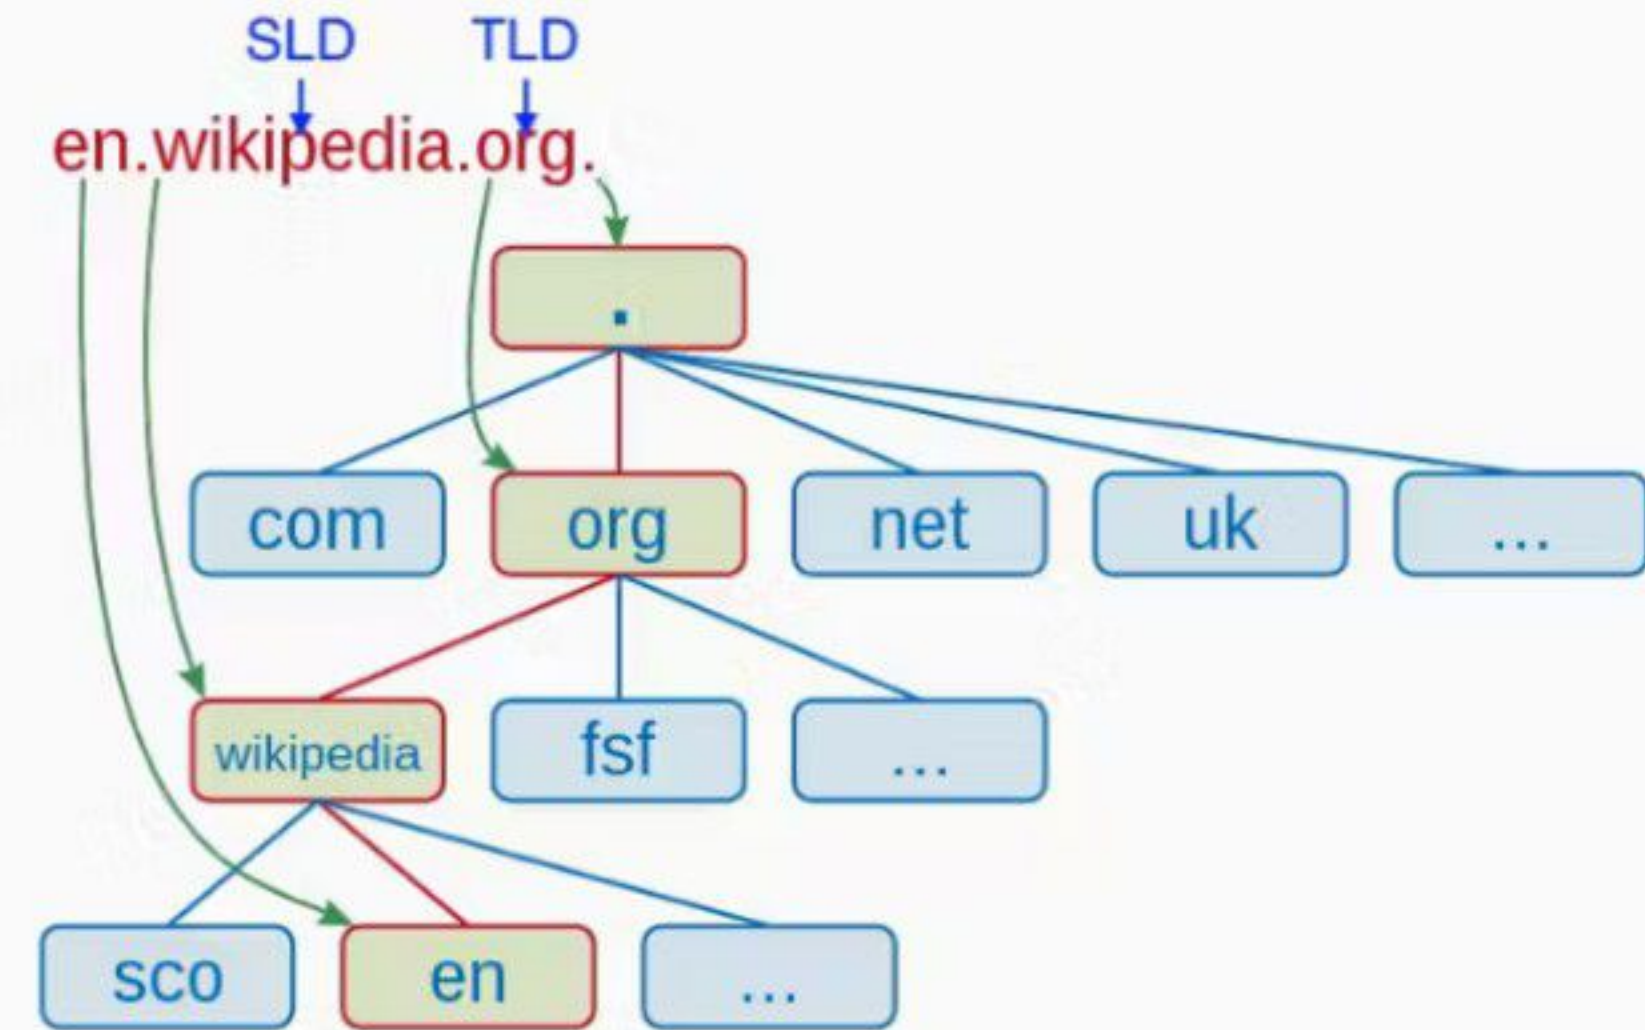 SLD TLD
en.wikipedia.org.
.
com org net uk ...
wikipedia fsf ...
sco en ...